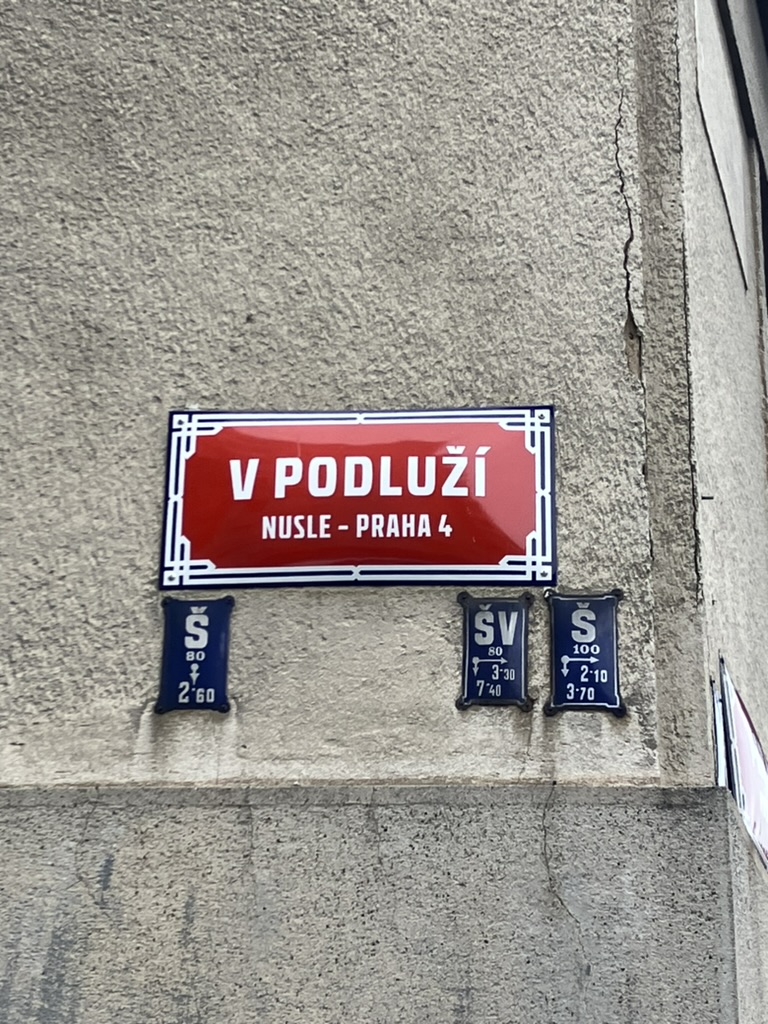 V PODLUŽÍ
NUSLE - PRAHA 4
Š
80
2.60
ŠV
80
3.30
7.40
Š
100
2.10
3.70